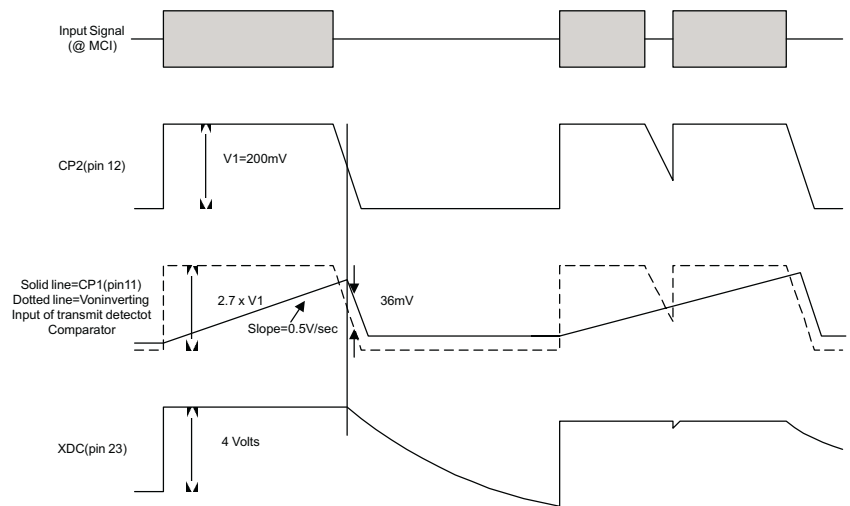 Input Signal
(@ MCI)
CP2(pin 12)
V1=200mV
Solid line=CP1(pin11)
Dotted line=Voninverting
Input of transmit detectot
Comparator
2.7 x V1
Slope=0.5V/sec
36mV
XDC(pin 23)
4 Volts